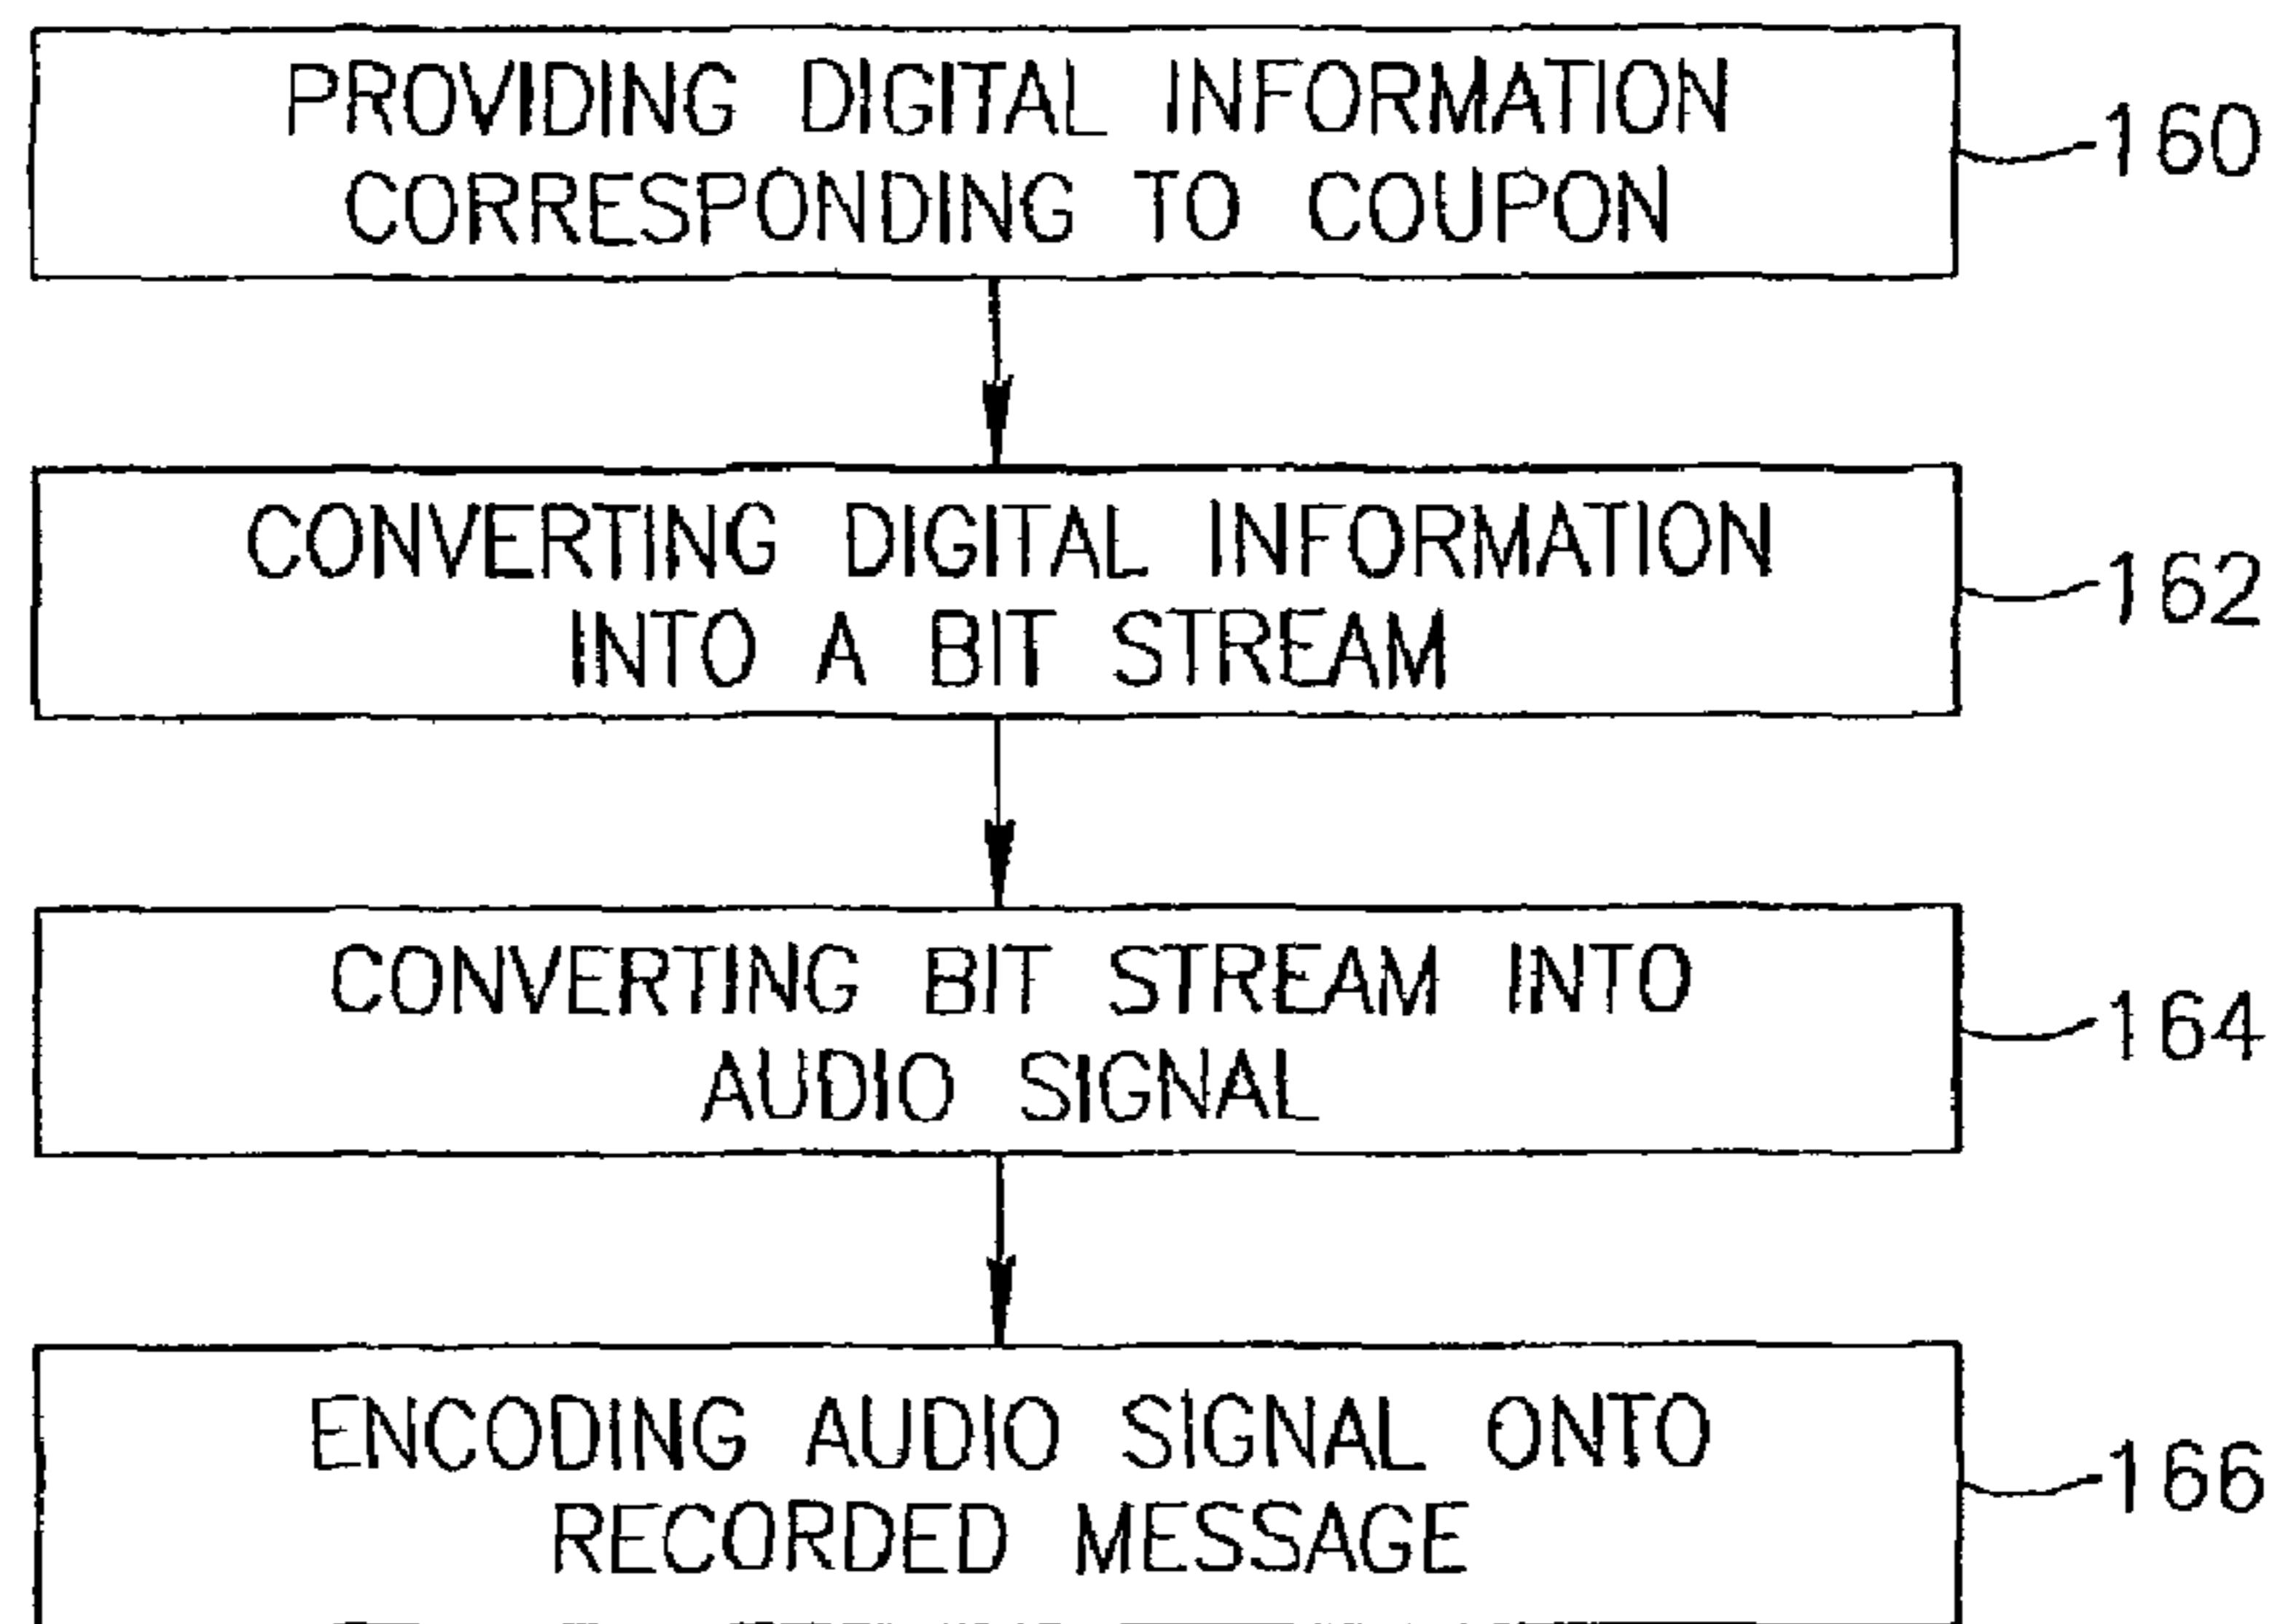 PROVIDING DIGITAL INFORMATION
CORRESPONDING TO COUPON
160
CONVERTING DIGITAL INFORMATION
INTO A BIT STREAM
162
CONVERTING BIT STREAM INTO
AUDIO SIGNAL
164
ENCODING AUDIO SIGNAL ONTO
RECORDED MESSAGE
166